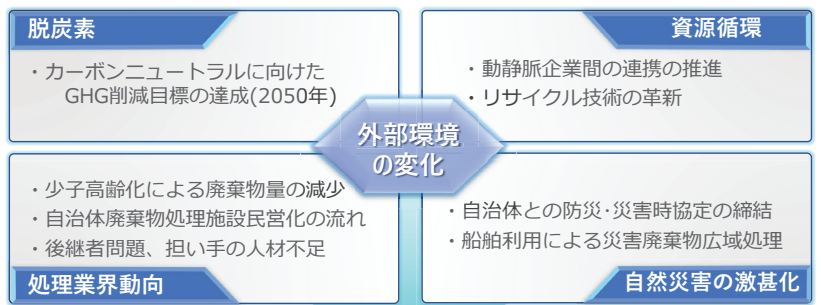 脱炭素
・カーボンニュートラルに向けた
GHG削減目標の達成(2050年)
資源循環
・動静脈企業間の連携の推進
・リサイクル技術の革新
外部環境
の変化
・少子高齢化による廃棄物量の減少
・自治体廃棄物処理施設民営化の流れ
・後継者問題、担い手の人材不足
処理業界動向
・自治体との防災・災害時協定の締結
・船舶利用による災害廃棄物広域処理
自然災害の激甚化